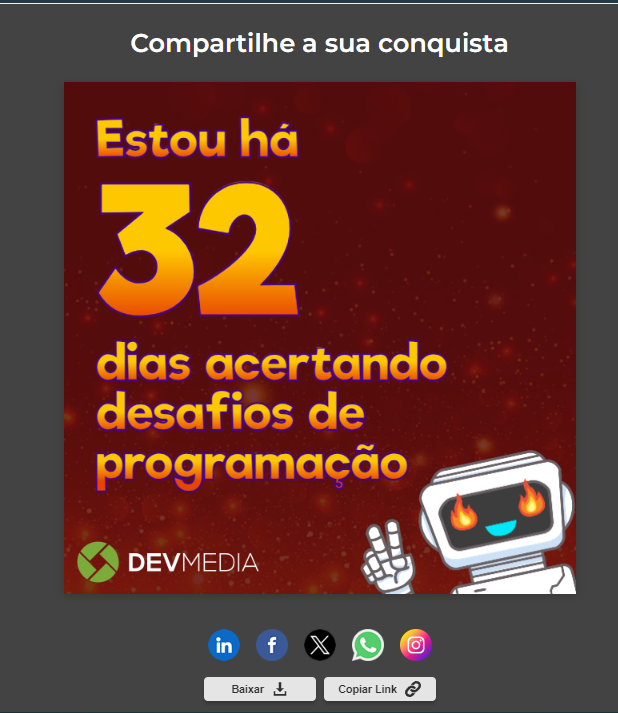 Compartilhe a sua conquista
Estou há
32
dias acertando
desafios de
programação
DEVMEDIA
Baixar
Copiar Link